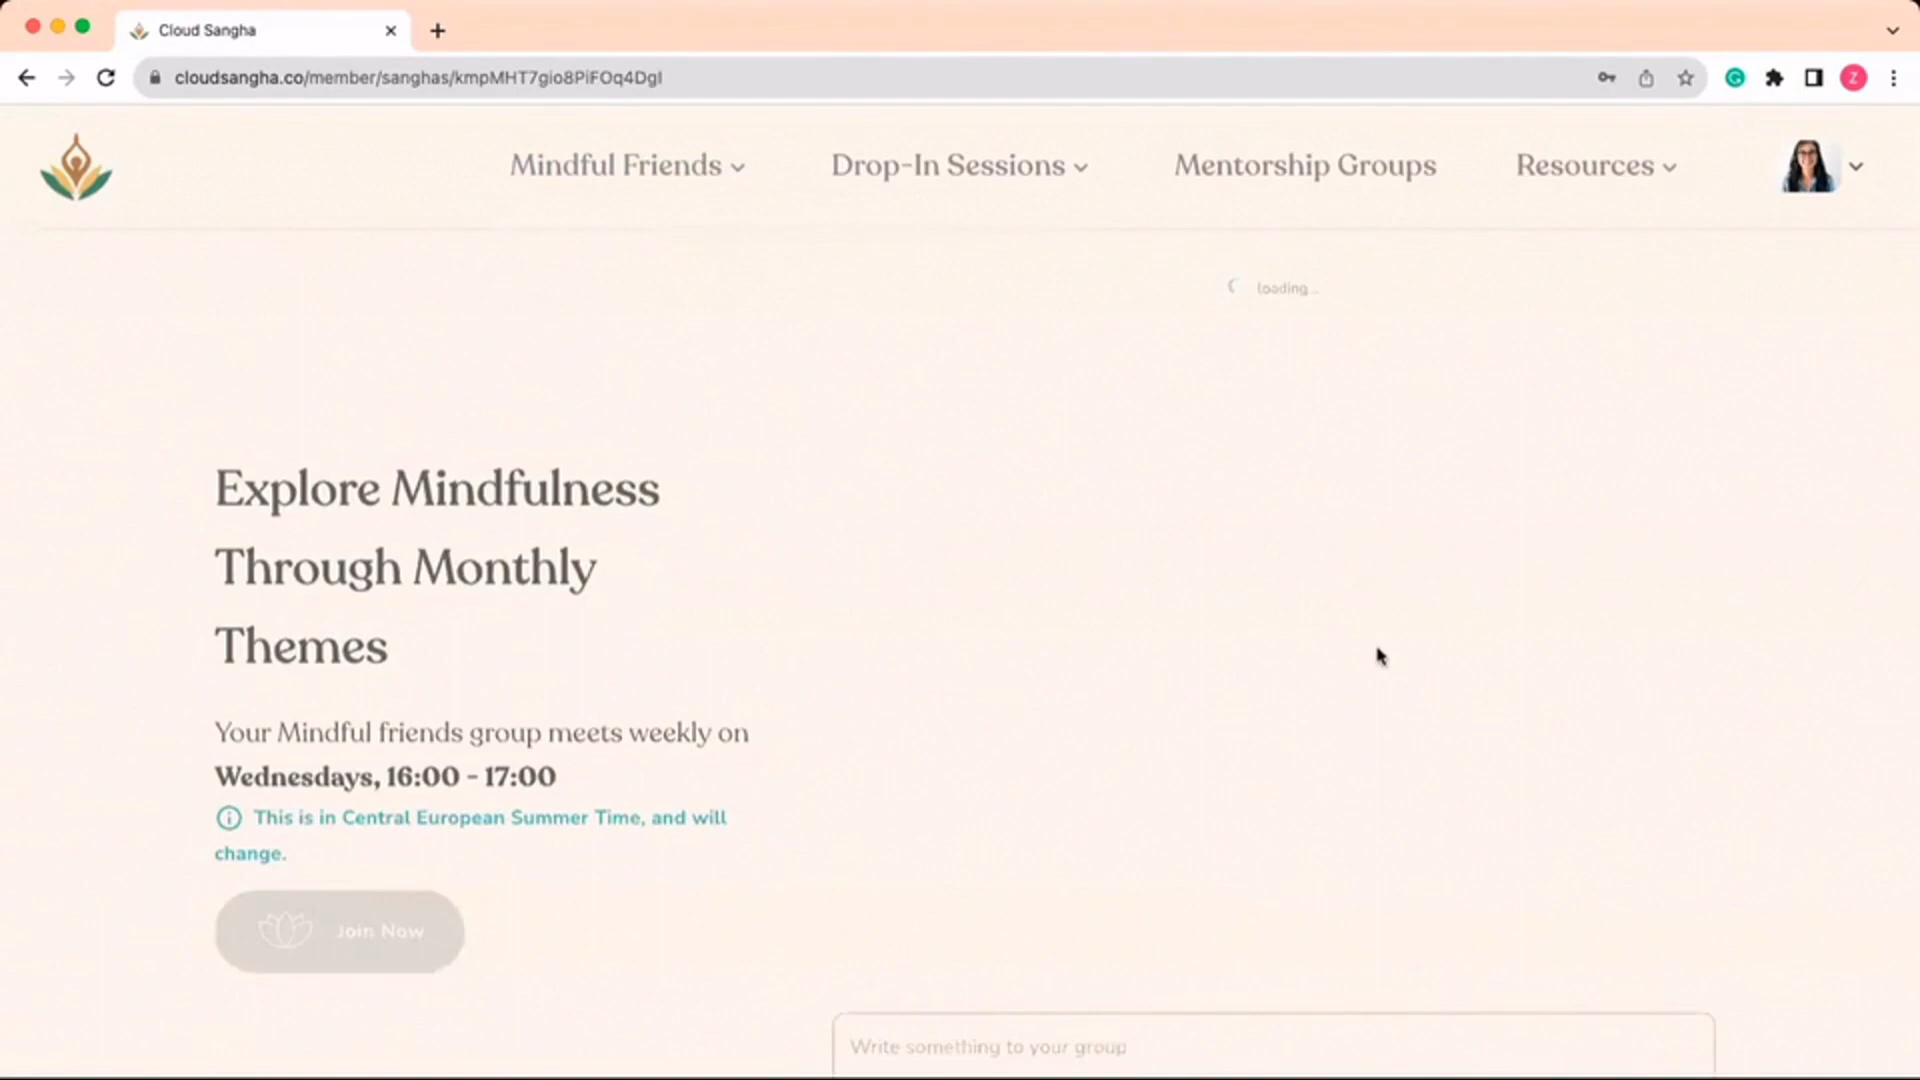 Cloud Sangha
cloudsangha.co/member/sanghas/kmpMHT7gio8PiFOq4DgI
Z
Mindful Friends
Drop-In Sessions
Mentorship Groups
Resources
loading...
Explore Mindfulness
Through Monthly
Themes
Your Mindful friends group meets weekly on
Wednesdays, 16:00 - 17:00
This is in Central European Summer Time, and will
change.
Join Now
Write something to your group